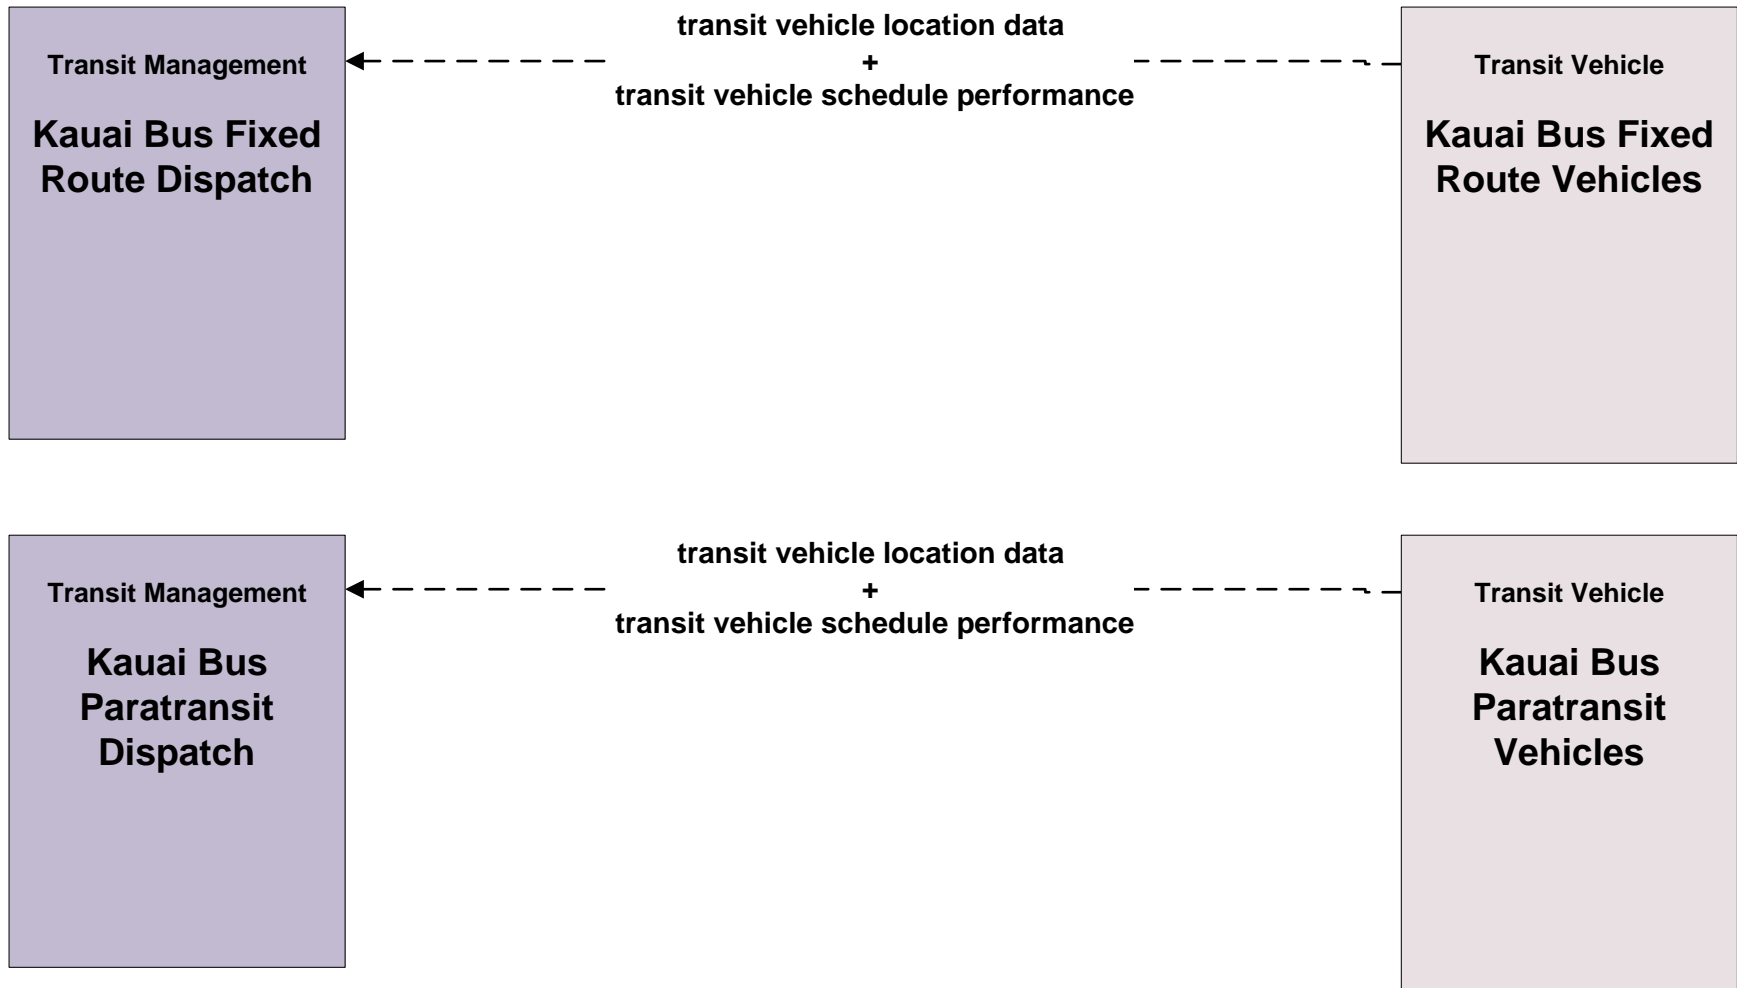 transit vehicle location data
+
transit vehicle schedule performance
Transit Management
Kauai Bus Fixed
Route Dispatch
Transit Vehicle
Kauai Bus Fixed
Route Vehicles
transit vehicle location data
+
transit vehicle schedule performance
Transit Management
Kauai Bus
Paratransit
Dispatch
Transit Vehicle
Kauai Bus
Paratransit
Vehicles